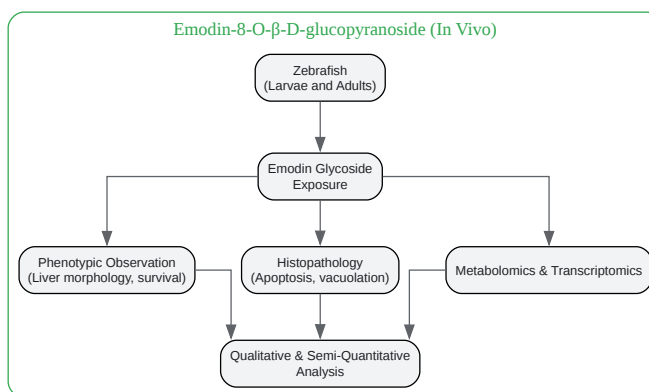 Emodin-8-O-β-D-glucopyranoside (In Vivo)
Zebrafish
(Larvae and Adults)
Emodin Glycoside
Exposure
Phenotypic Observation
(Liver morphology, survival)
Histopathology
(Apoptosis, vacuolation)
Metabolomics & Transcriptomics
Qualitative & Semi-Quantitative
Analysis